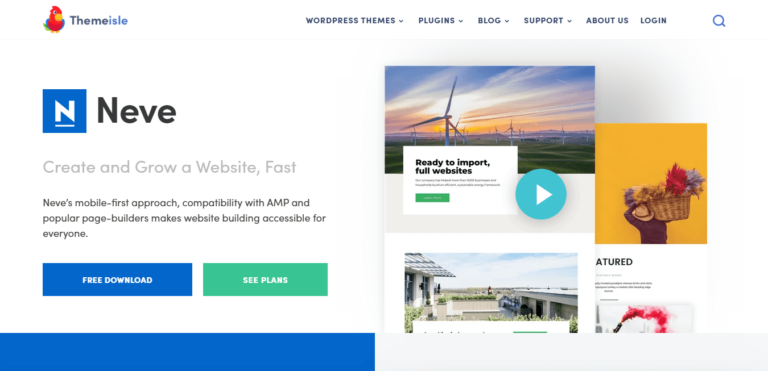 Themeisle
WORDPRESS THEMES
PLUGINS
BLOG
SUPPORT
ABOUT US
LOGIN
N
Neve
Create and Grow a Website, Fast
Neve's mobile-first approach, compatibility with AMP and
popular page-builders makes website building accessible for
everyone.
FREE DOWNLOAD
SEE PLANS
Ready to import,
full websites
ATURED